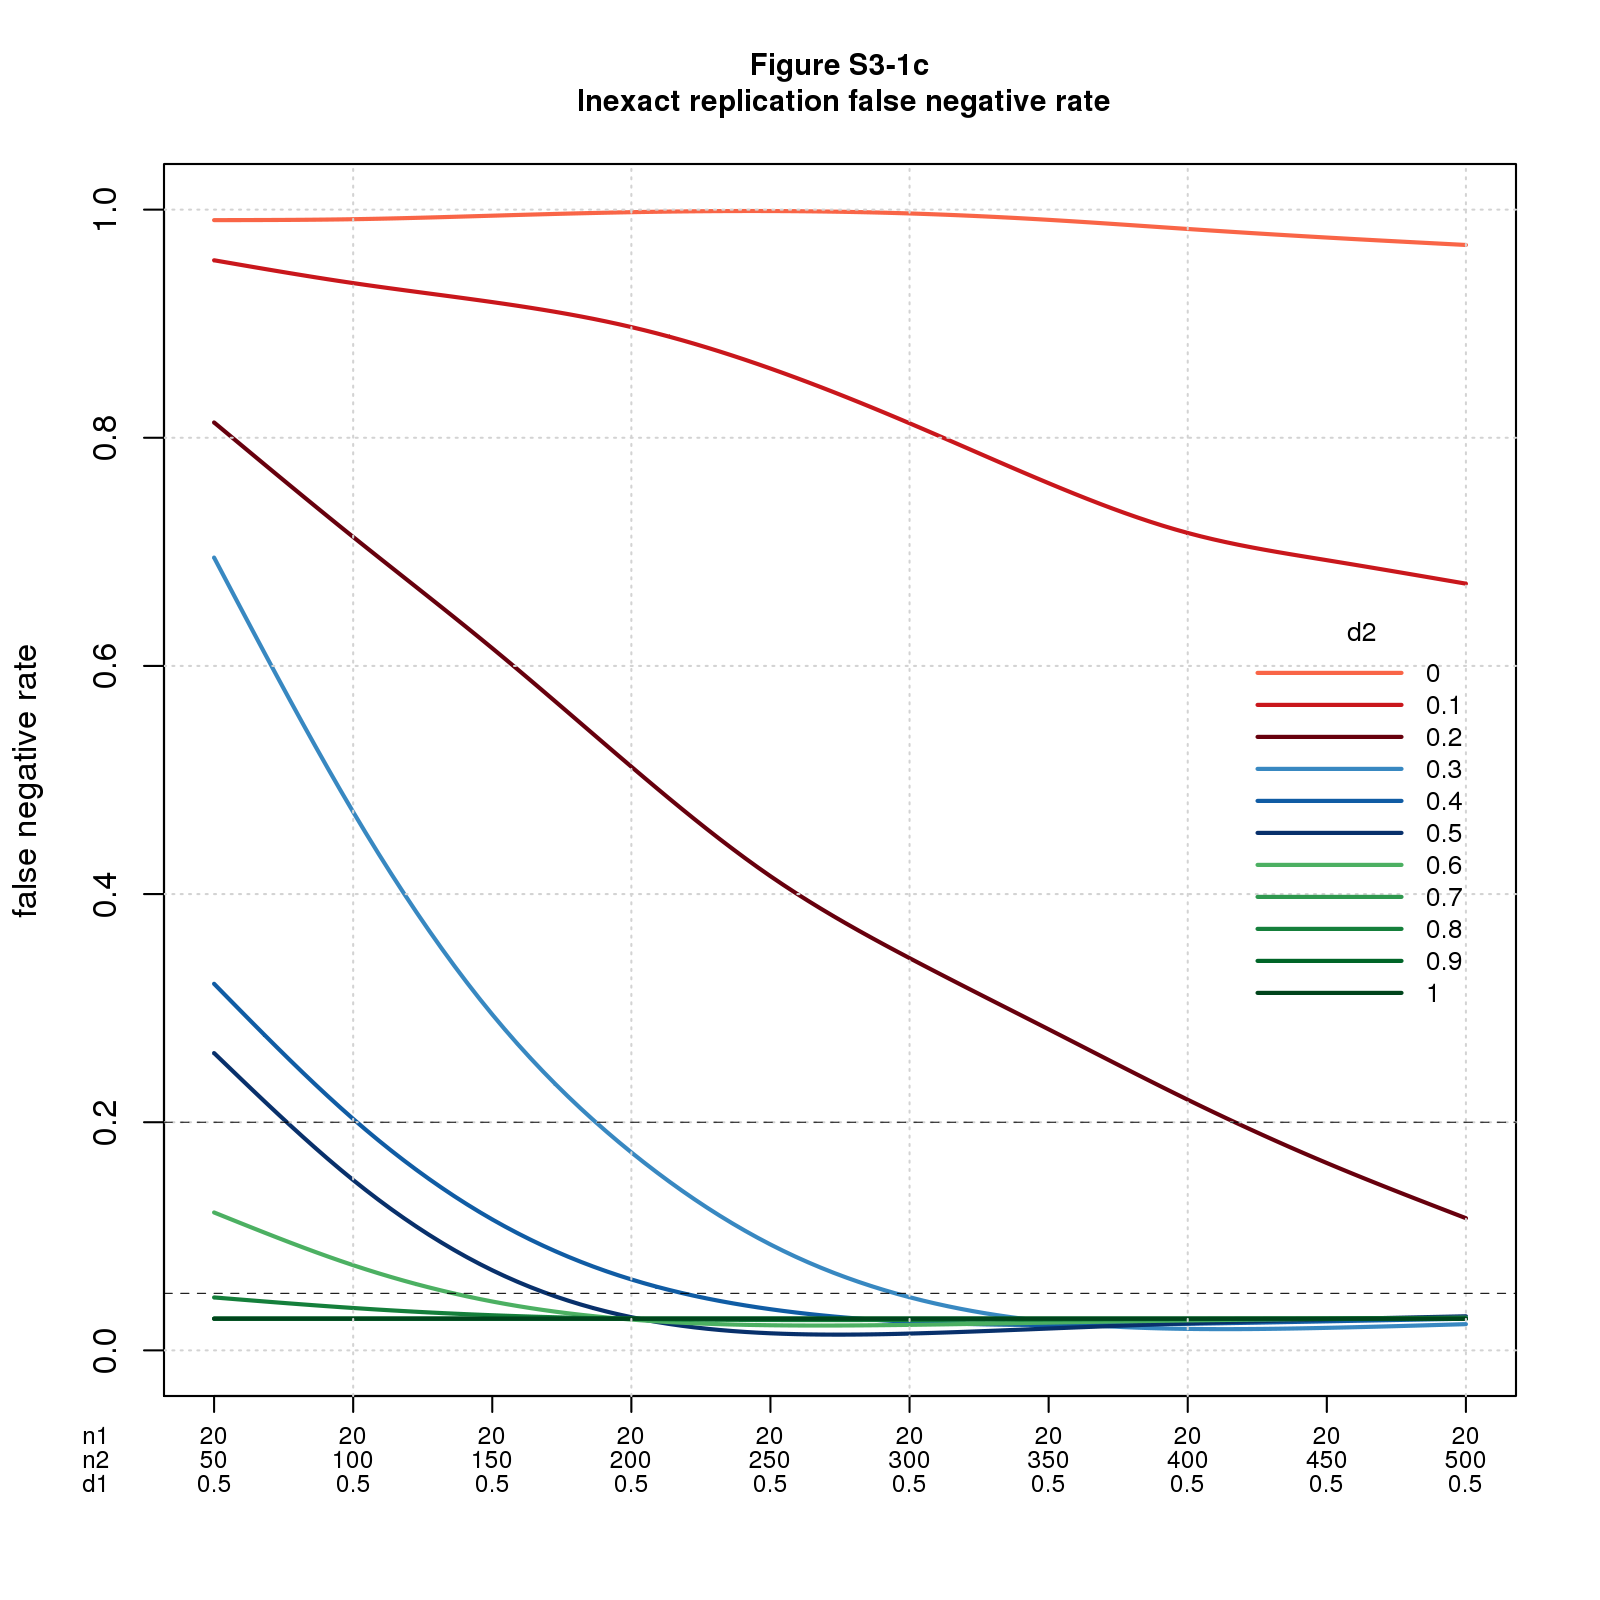 Figure S3-1c
Inexact replication false negative rate
false negative rate
1.0
0.8
0.6
0.4
0.2
0.0
d2
0
0.1
0.2
0.3
0.4
0.5
0.6
0.7
0.8
0.9
1
n1 20 20 20 20 20 20 20 20 20 20
n2 50 100 150 200 250 300 350 400 450 500
d1 0.5 0.5 0.5 0.5 0.5 0.5 0.5 0.5 0.5 0.5